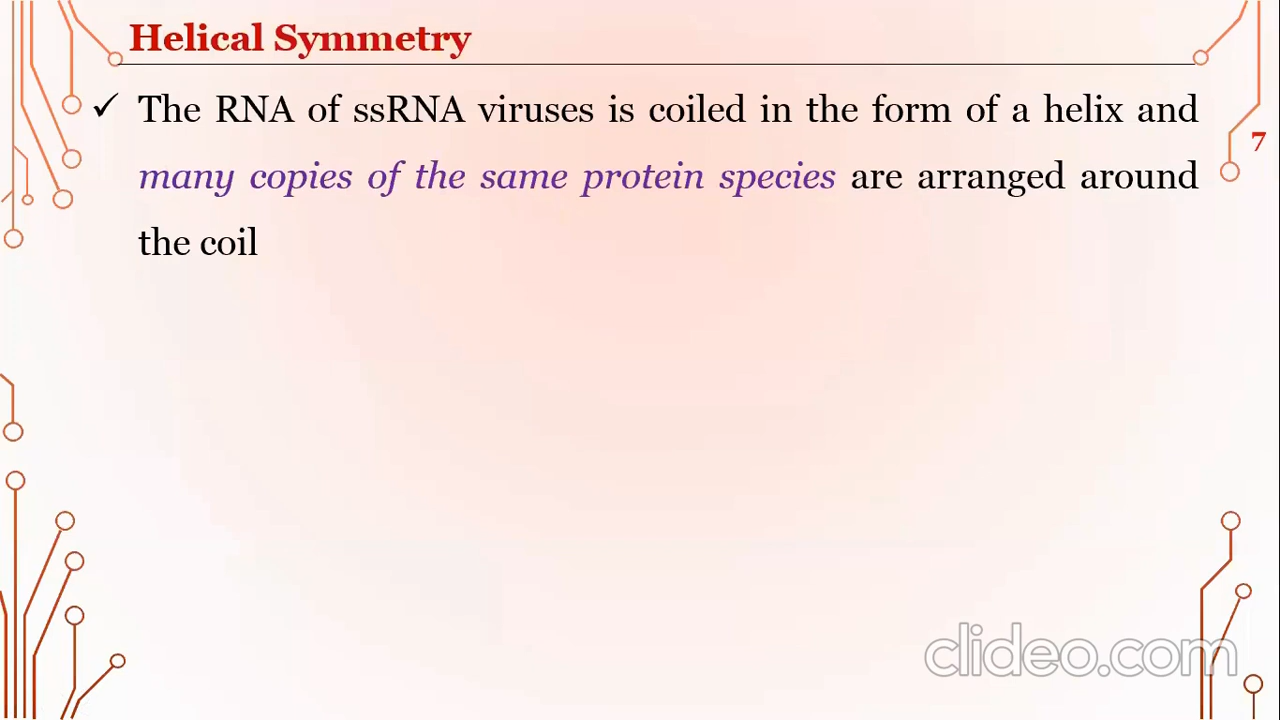 Helical Symmetry
✓ The RNA of ssRNA viruses is coiled in the form of a helix and
many copies of the same protein species are arranged around
the coil
7
clideo.com